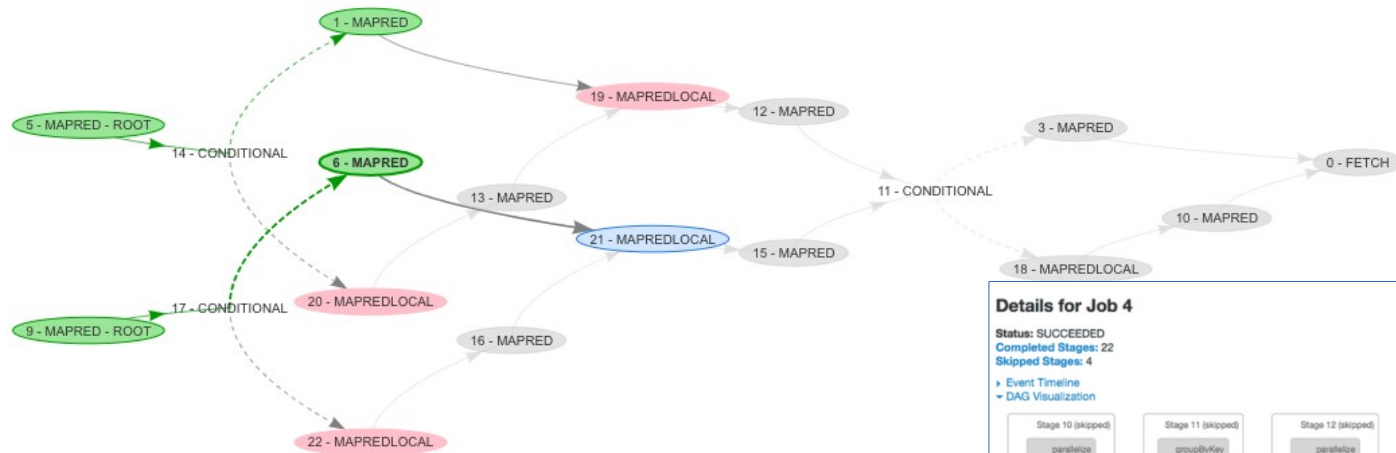 1 - MAPRED
19 - MAPREDLOCAL
12 - MAPRED
5 - MAPRED - ROOT
3 - MAPRED
14 - CONDITIONAL
6 - MAPRED
0 - FETCH
13 - MAPRED
11 - CONDITIONAL
10 - MAPRED
21 - MAPREDLOCAL
15 - MAPRED
18 - MAPREDLOCAL
20 - MAPREDLOCAL
17 - CONDITIONAL
9 - MAPRED - ROOT
16 - MAPRED
22 - MAPREDLOCAL
Details for Job 4
Status: SUCCEEDED
Completed Stages: 22
Skipped Stages: 4
Event Timeline
DAG Visualization
Stage 10 (skipped)
Stage 11 (skipped)
Stage 12 (skipped)
parallelize
groupByKey
parallelize